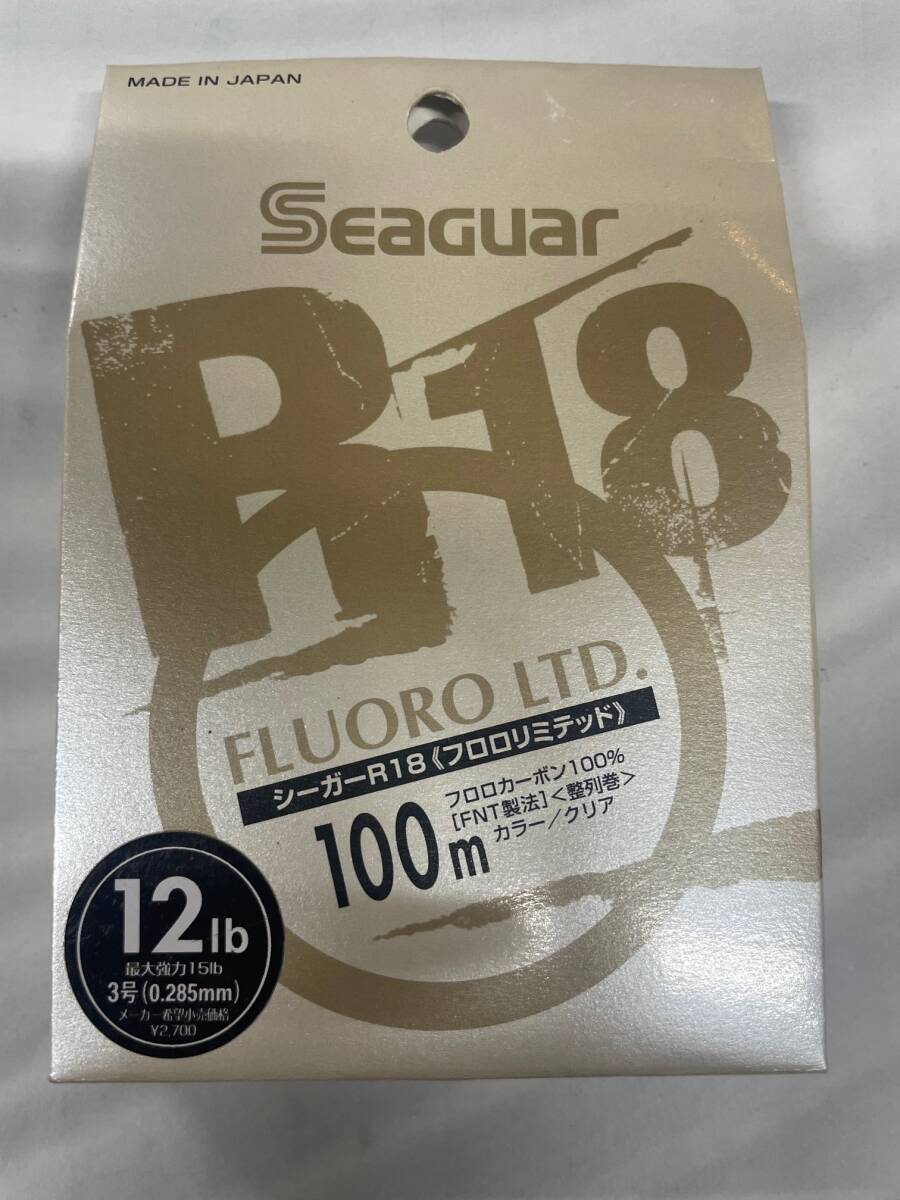 MADE IN JAPAN
SEAGUAR
R18
FLUORO LTD.
シーガーR18《フロロリミテッド》
100m
フロロカーボン100%
[FNT製法]<整列巻>
カラー/クリア
12lb
最大強力15lb
3号(0.285mm)
メーカー希望小売価格
¥2,700